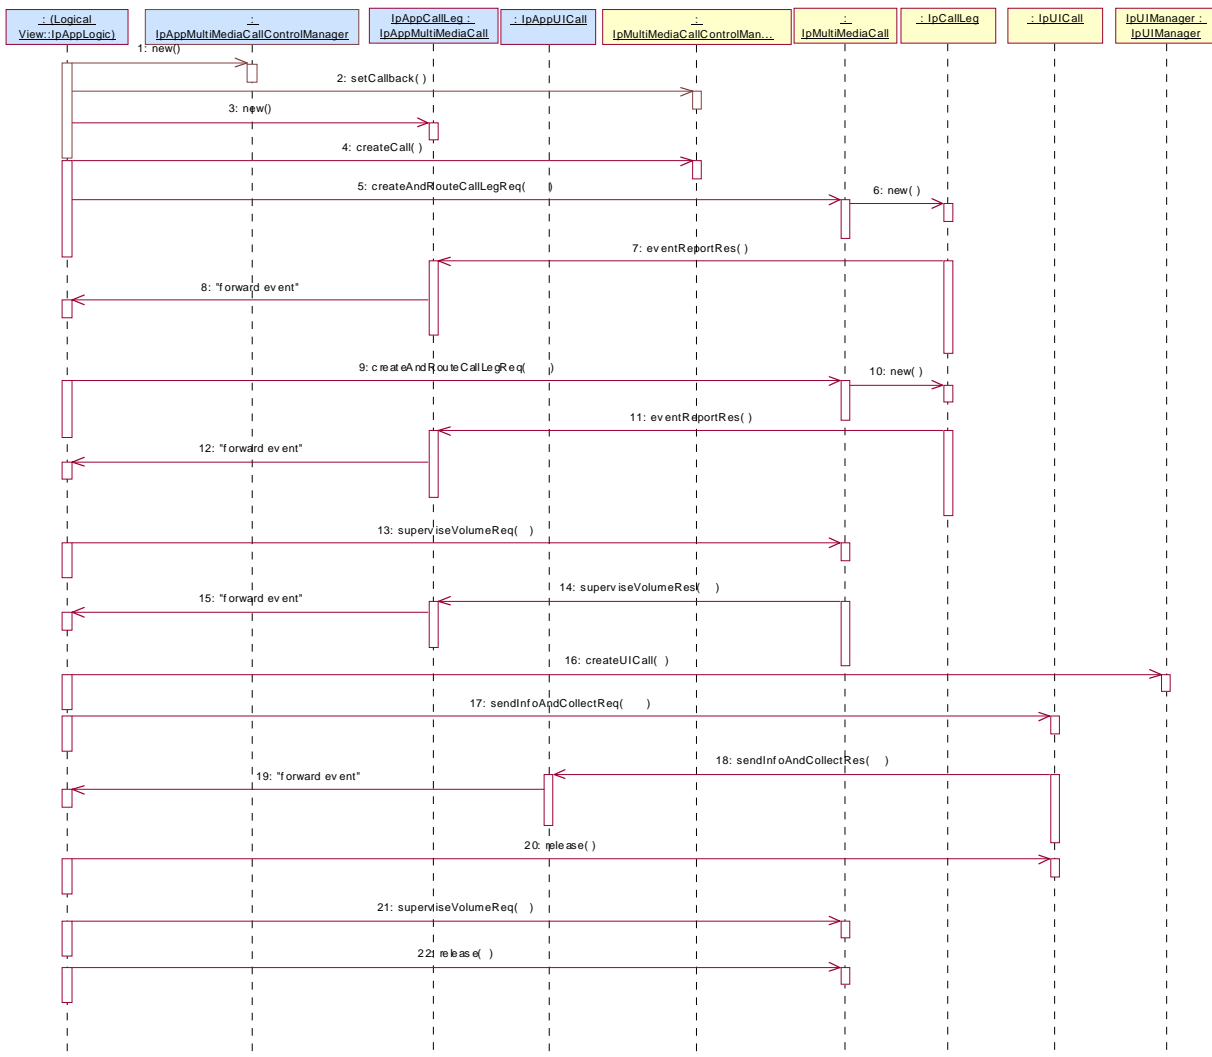 : (Logical
View::IpAppLogic)
:
IpAppMultiMediaCallControlManager
IpAppCallLeg :
IpAppMultiMediaCall
: IpAppUICall
:
IpMultiMediaCallControlMan...
:
IpMultiMediaCall
: IpCallLeg
: IpUICall
IpUIManager :
IpUIManager
1: new()
2: setCallback( )
3: new()
4: createCall( )
5: createAndRouteCallLegReq( )
6: new( )
7: eventReportRes( )
8: "forward event"
9: createAndRouteCallLegReq( )
10: new( )
11: eventReportRes( )
12: "forward event"
13: superviseVolumeReq( )
14: superviseVolumeRes( )
15: "forward event"
16: createUICall( )
17: sendInfoAndCollectReq( )
18: sendInfoAndCollectRes( )
19: "forward event"
20: release( )
21: superviseVolumeReq( )
22: release( )